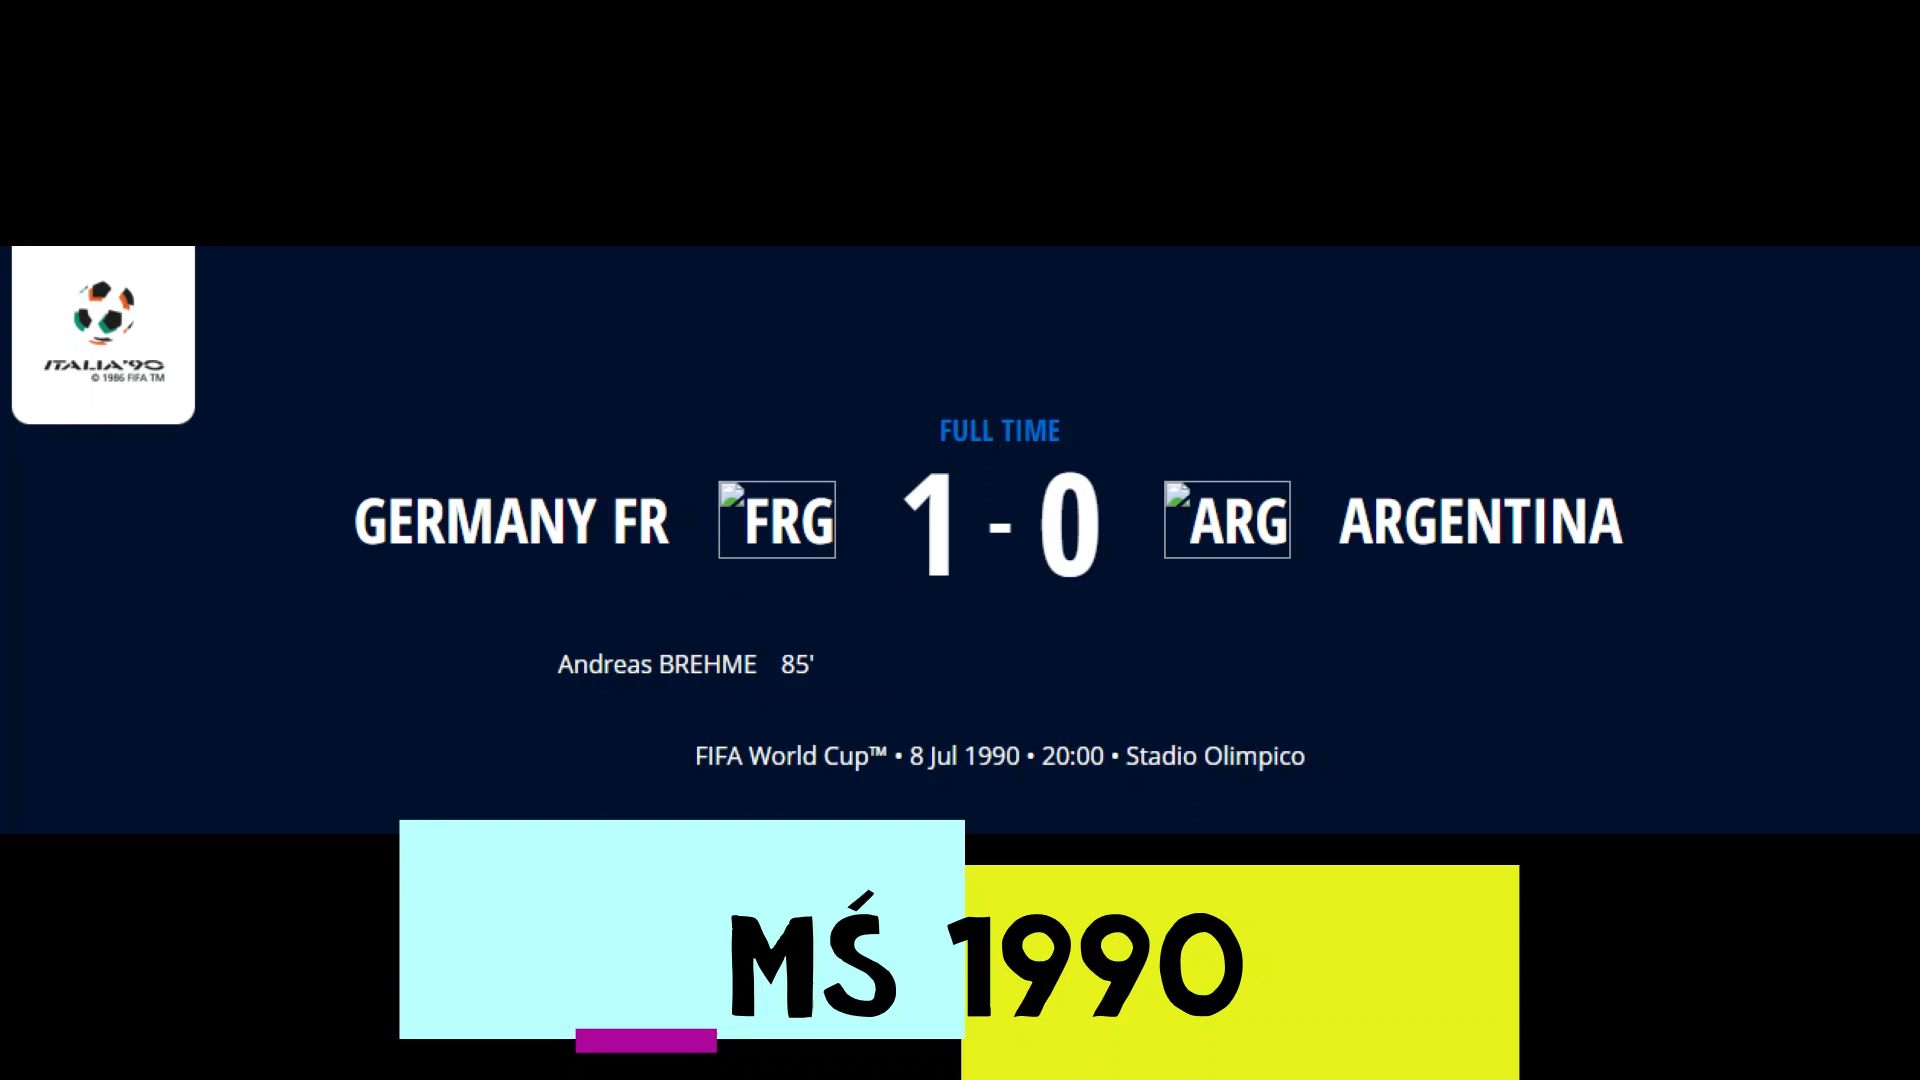 ITALIA'90
© 1986 FIFA TM
FULL TIME
GERMANY FR FRG 1 - 0 ARG ARGENTINA
Andreas BREHME 85'
FIFA World Cup™ • 8 Jul 1990 • 20:00 • Stadio Olimpico
MŚ 1990